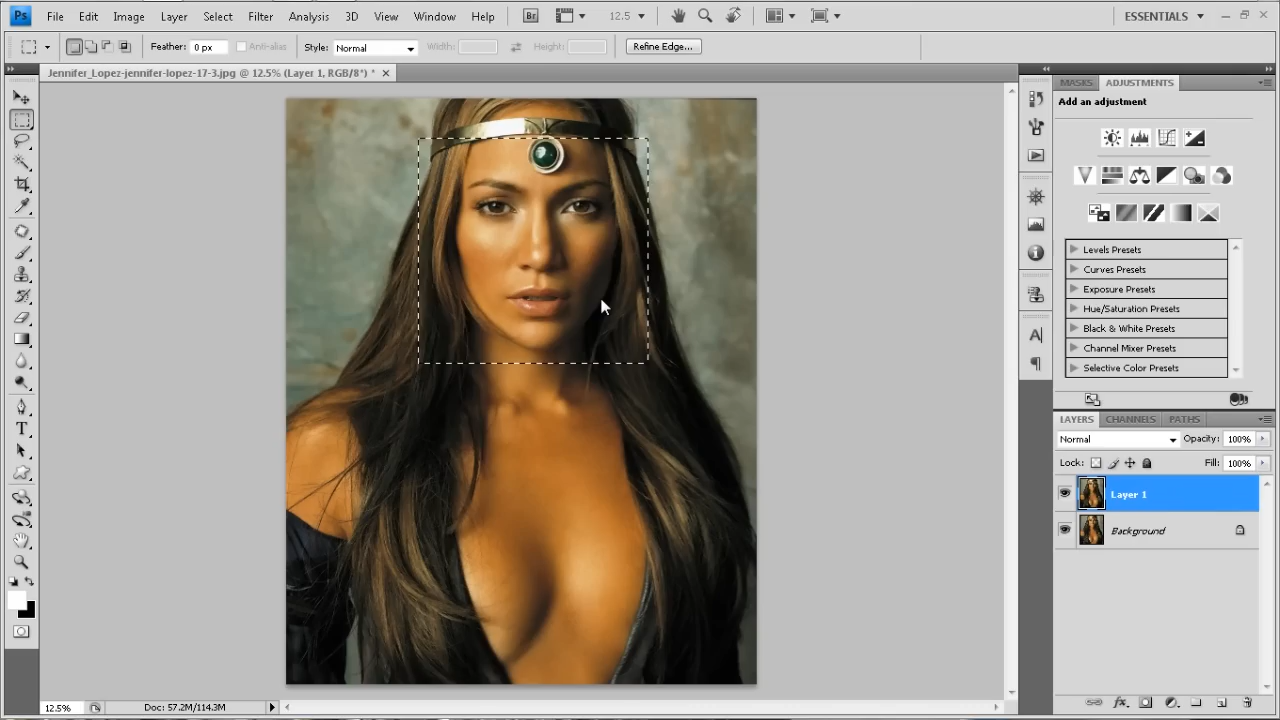 Ps File Edit Image Layer Select Filter Analysis 3D View Window Help Br 12.5 ESSENTIALS
Feather: 0 px Anti-alias Style: Normal Width: Height: Refine Edge...
Jennifer_Lopez-jennifer-lopez-17-3.jpg @ 12.5% (Layer 1, RGB/8*) *
MASKS ADJUSTMENTS
Add an adjustment
Levels Presets
Curves Presets
Exposure Presets
Hue/Saturation Presets
Black & White Presets
Channel Mixer Presets
Selective Color Presets
LAYERS CHANNELS PATHS
Normal Opacity: 100%
Lock: Fill: 100%
Layer 1
Background
12.5% Doc: 57.2M/114.3M